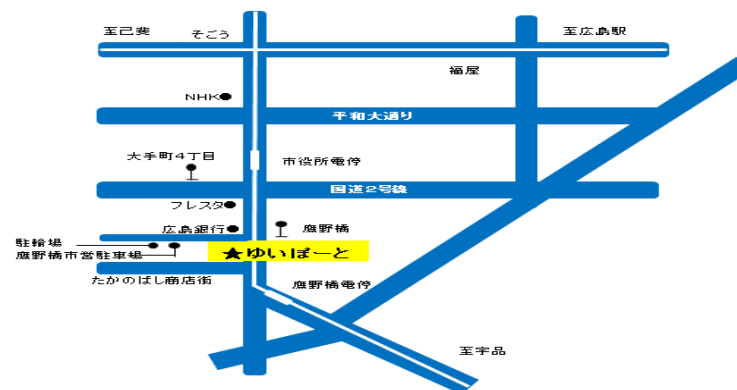 至己斐
そごう
至広島駅
福屋
NHK
平和大通り
大手町4丁目
市役所電停
国道2号線
フレスタ
広島銀行
鷹野橋
駐輪場
鷹野橋市営駐車場
★ゆいぽーと
たかのばし商店街
鷹野橋電停
至宇品